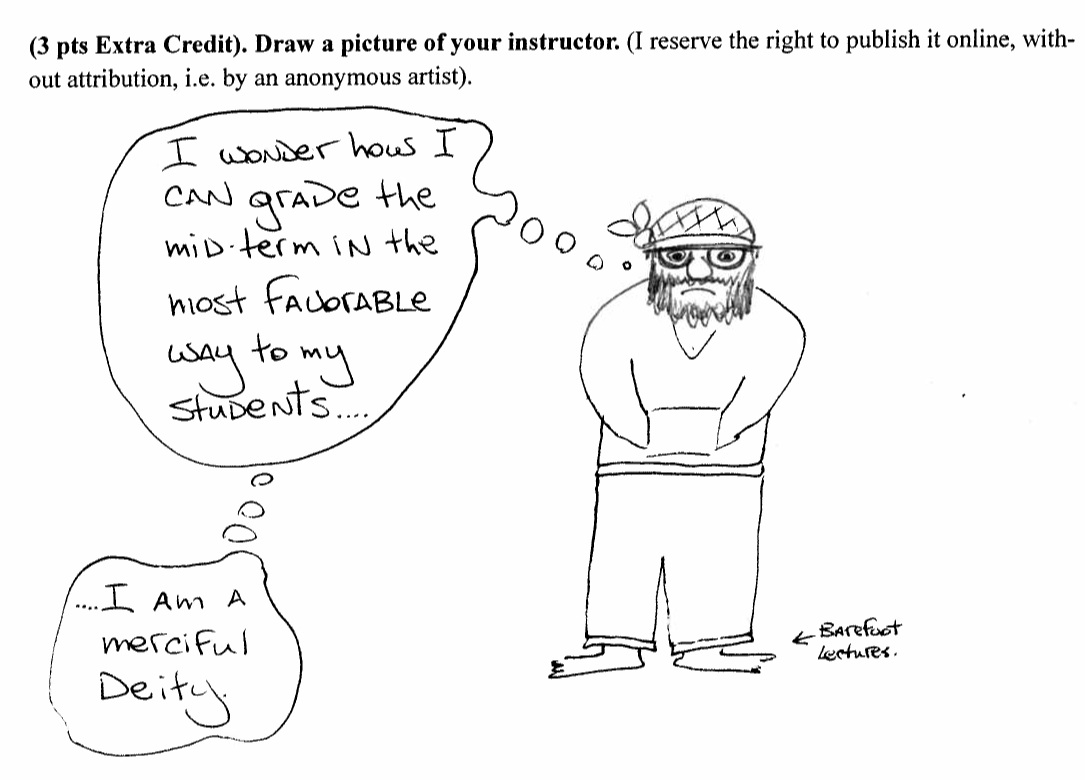 (3 pts Extra Credit). Draw a picture of your instructor. (I reserve the right to publish it online, with-
out attribution, i.e. by an anonymous artist).
I wonder how I
CAN grADe the
miD-term iN the
most FAVorABLe
WAy to my
StuDeNtS....
....I Am A
merciful
Deity.
← BArefoot
Lectures.